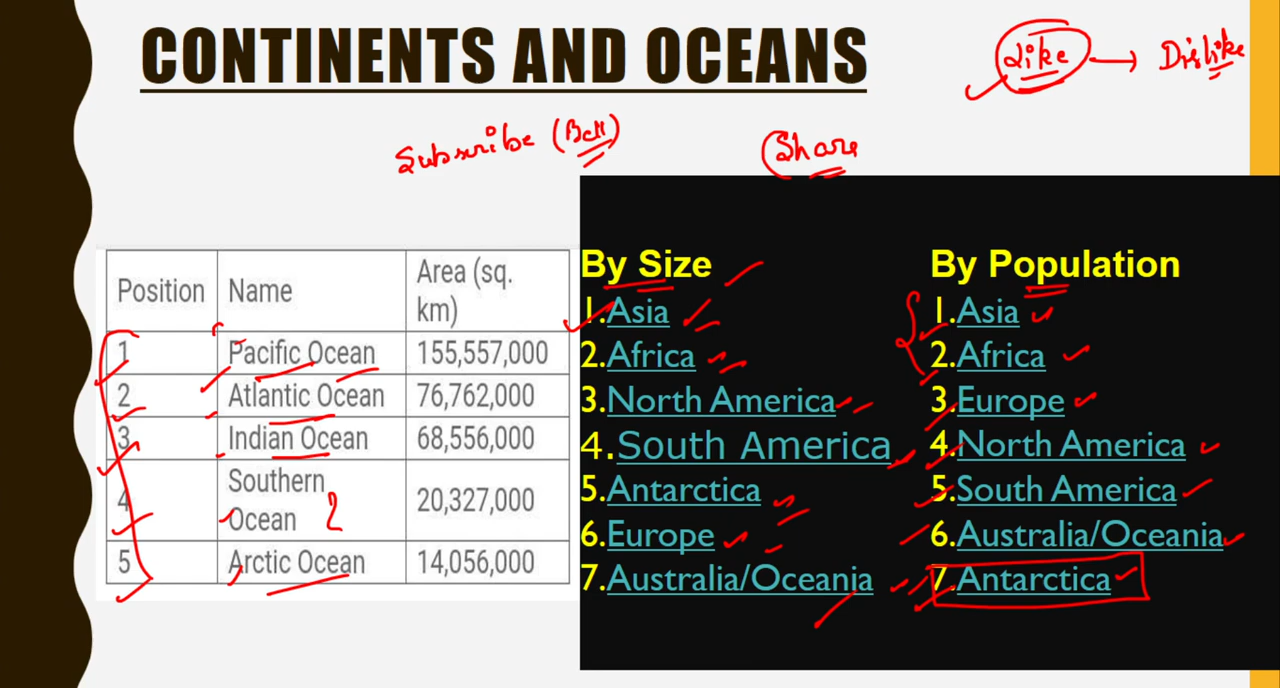 CONTINENTS AND OCEANS
Like → Dislike
Subscribe (Bell)
(Share
Position Name Area (sq. km)
1 Pacific Ocean 155,557,000
2 Atlantic Ocean 76,762,000
3 Indian Ocean 68,556,000
4 Southern Ocean 2 20,327,000
5 Arctic Ocean 14,056,000
By Size
1.Asia
2.Africa
3.North America
4.South America
5.Antarctica
6.Europe
7.Australia/Oceania
By Population
1.Asia
2.Africa
3.Europe
4.North America
5.South America
6.Australia/Oceania
7.Antarctica